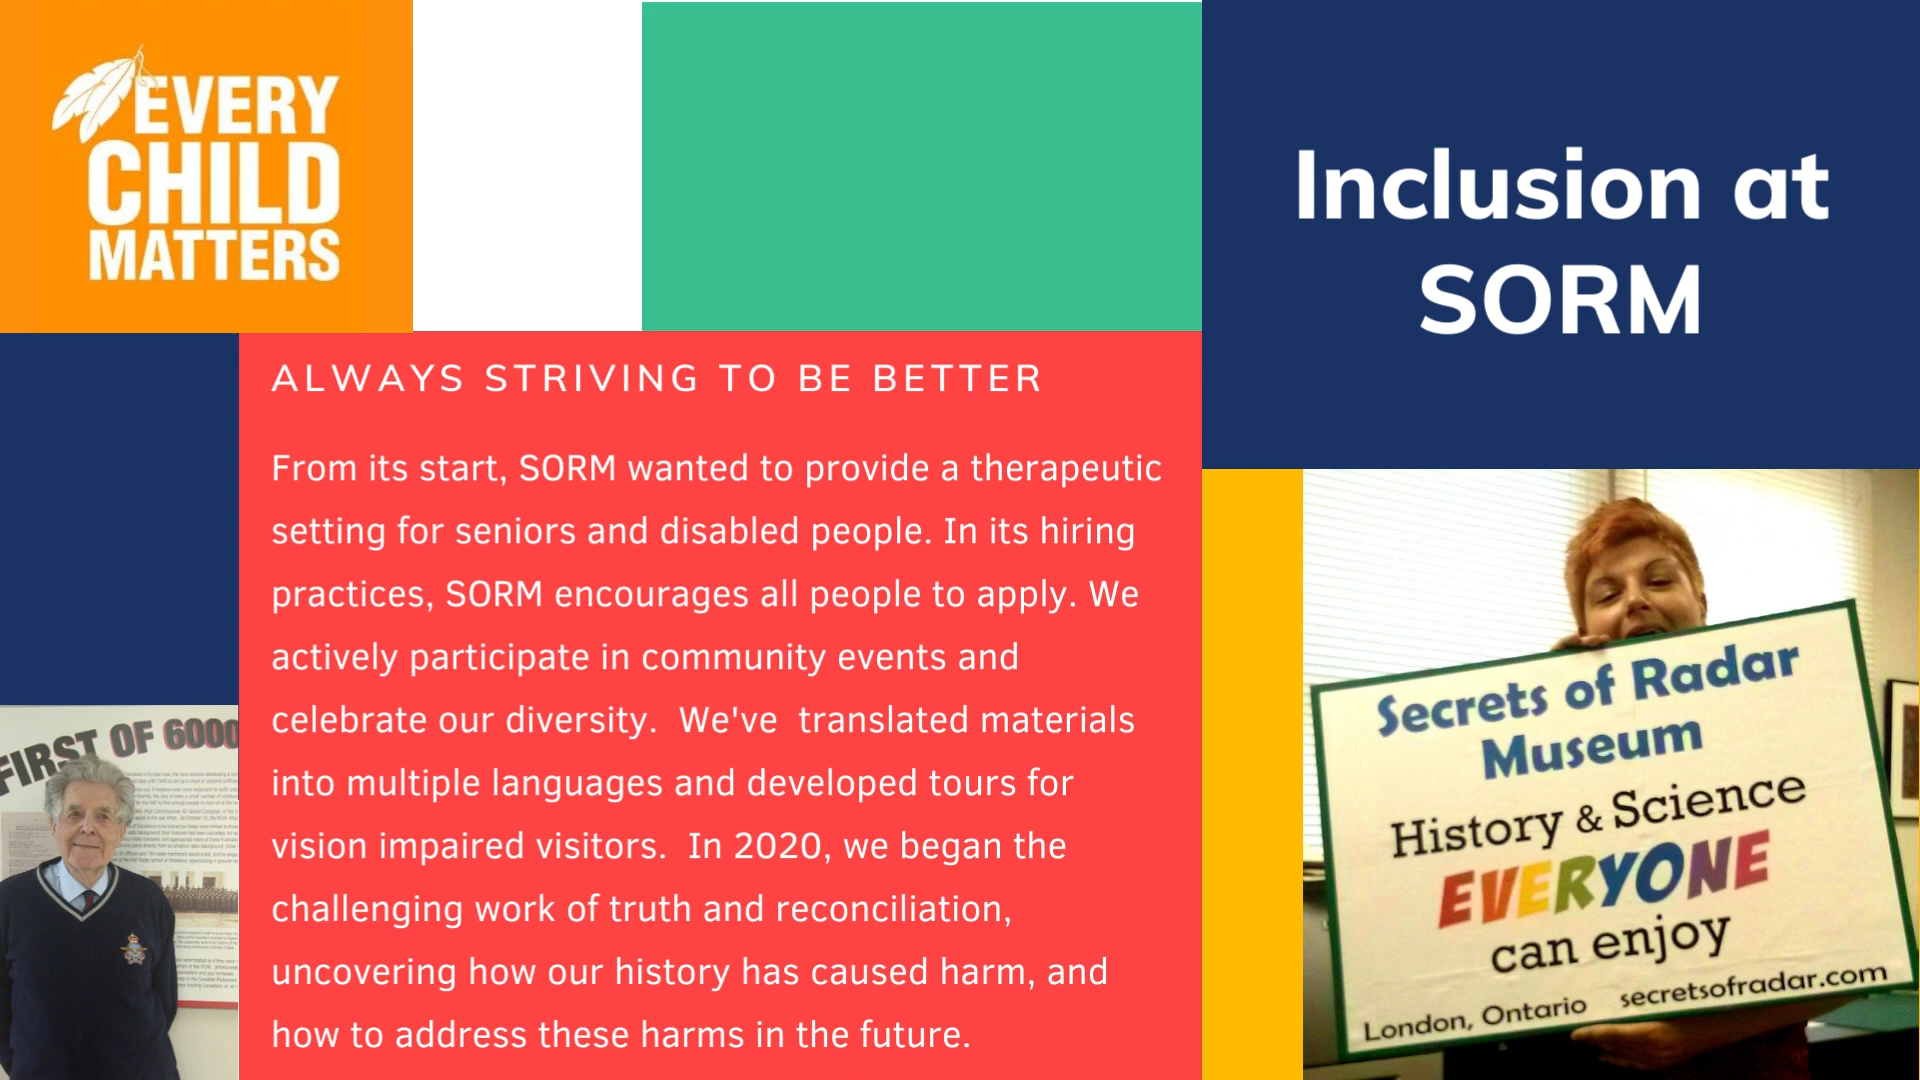 EVERY
CHILD
MATTERS
Inclusion at
SORM
ALWAYS STRIVING TO BE BETTER
From its start, SORM wanted to provide a therapeutic
setting for seniors and disabled people. In its hiring
practices, SORM encourages all people to apply. We
actively participate in community events and
celebrate our diversity.  We've  translated materials
into multiple languages and developed tours for
vision impaired visitors.  In 2020, we began the
challenging work of truth and reconciliation,
uncovering how our history has caused harm, and
how to address these harms in the future.
FIRST OF 6000
Secrets of Radar
Museum
History & Science
EVERYONE
can enjoy
London, Ontario secretsofradar.com